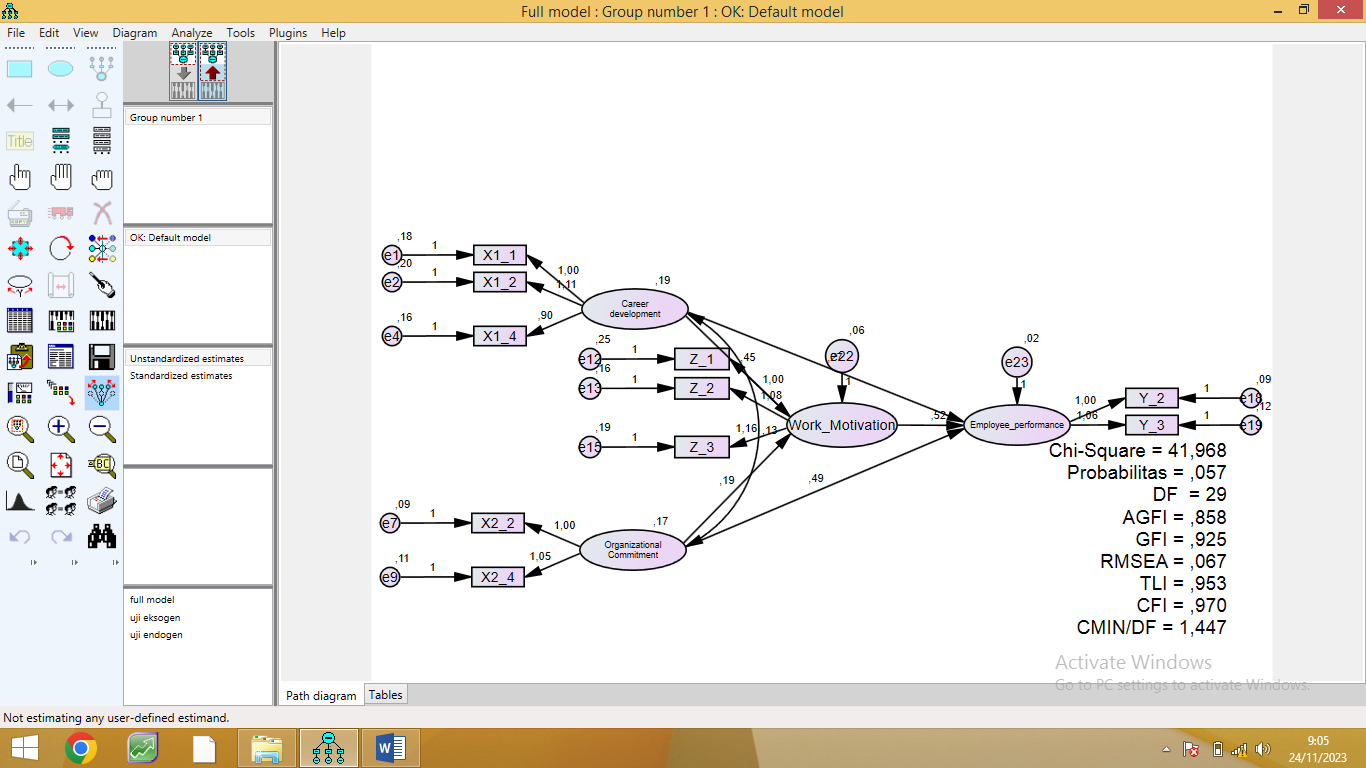 Full model : Group number 1 : OK: Default model
File Edit View Diagram Analyze Tools Plugins Help
Title
Group number 1
OK: Default model
Unstandardized estimates
Standardized estimates
full model
uji eksogen
uji endogen
,18
e1
1
X1_1
,20
e2
1
X1_2
,16
e4
1
X1_4
1,00
1,11
,90
,19
Career
development
,25
e12
1
Z_1
,16
e13
1
Z_2
,19
e15
1
Z_3
,45
1,00
1,08
1,16
,13
,06
e22
1
Work_Motivation
,52
,02
e23
1
Employee_performance
1,00
1,06
Y_2
1
,09
e18
Y_3
1
,12
e19
,19
,49
,09
e7
1
X2_2
,11
e9
1
X2_4
1,00
1,05
,17
Organizational
Commitment
Chi-Square = 41,968
Probabilitas = ,057
DF = 29
AGFI = ,858
GFI = ,925
RMSEA = ,067
TLI = ,953
CFI = ,970
CMIN/DF = 1,447
Activate Windows
Go to PC settings to activate Windows.
Path diagram Tables
Not estimating any user-defined estimand.
9:05
24/11/2023